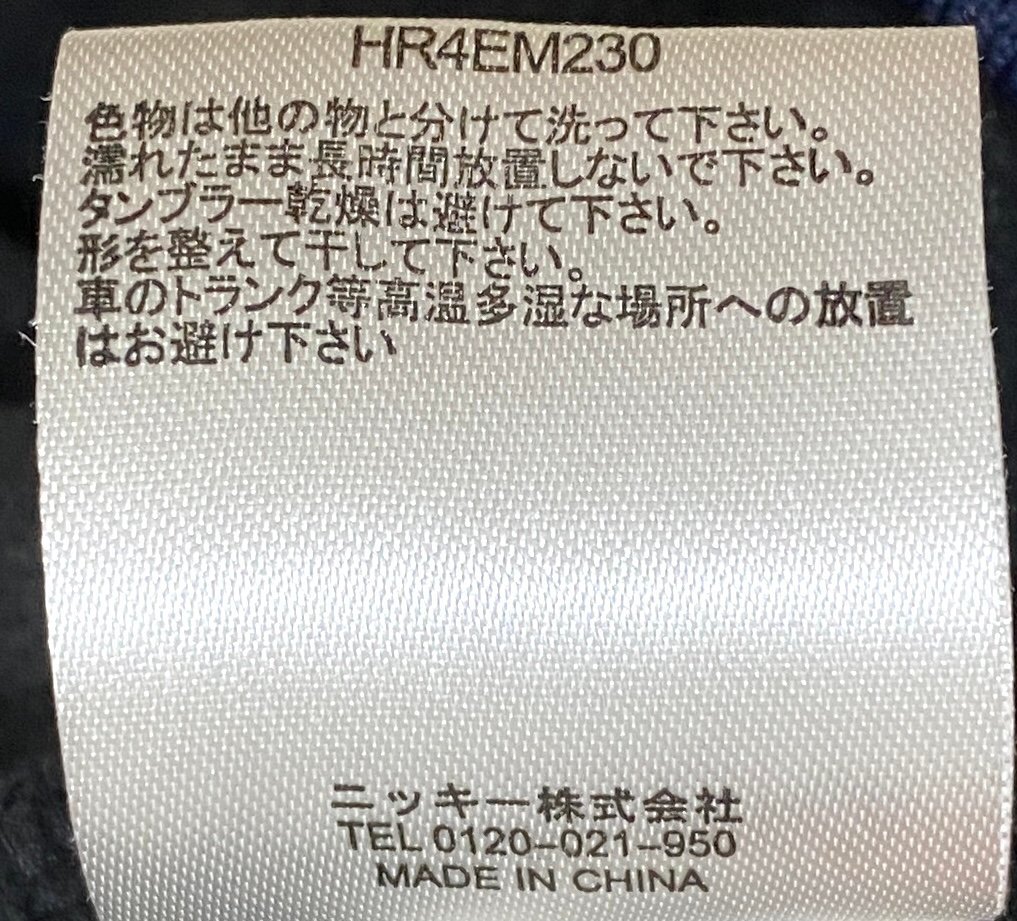 HR4EM230
色物は他の物と分けて洗って下さい。
濡れたまま長時間放置しないで下さい。
タンブラー乾燥は避けて下さい。
形を整えて干して下さい。
車のトランク等高温多湿な場所への放置
はお避け下さい
ニッキー株式会社
TEL 0120-021-950
MADE IN CHINA